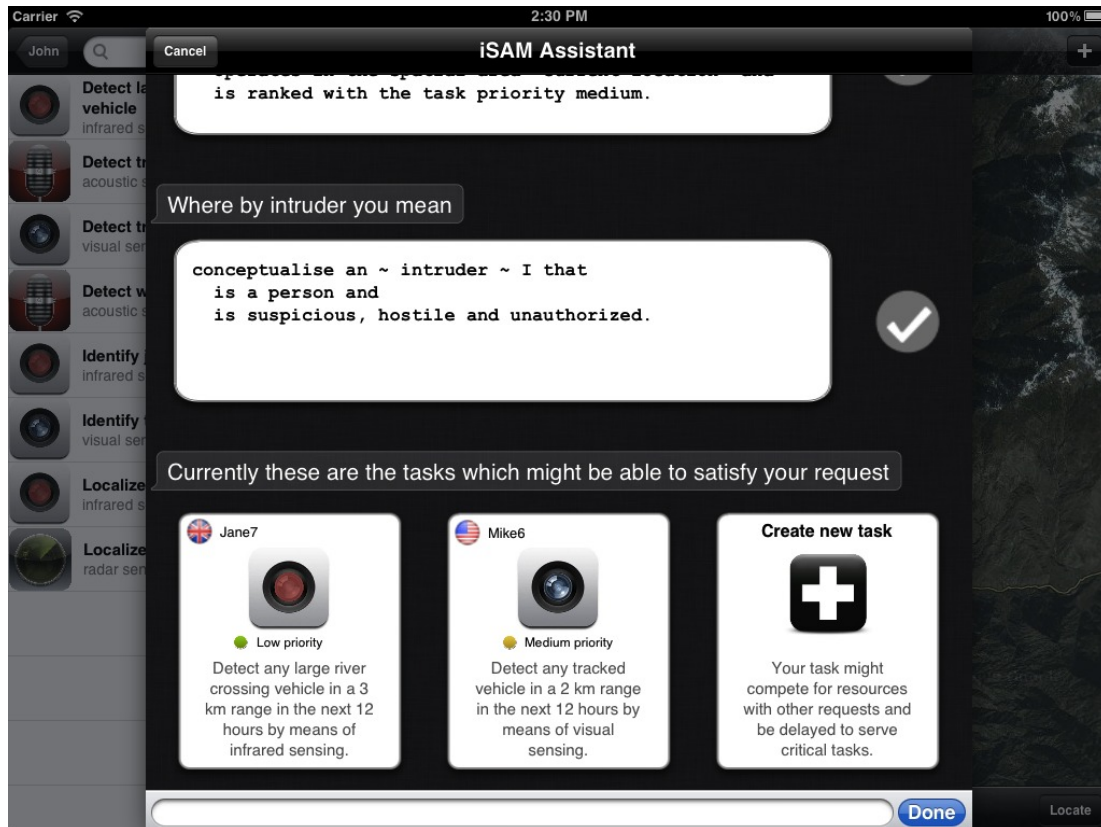 Carrier
2:30 PM
100%
John
Cancel
iSAM Assistant
+
is ranked with the task priority medium.
Where by intruder you mean
conceptualise an ~ intruder ~ I that
is a person and
is suspicious, hostile and unauthorized.
Currently these are the tasks which might be able to satisfy your request
Jane7
Low priority
Detect any large river
crossing vehicle in a 3
km range in the next 12
hours by means of
infrared sensing.
Mike6
Medium priority
Detect any tracked
vehicle in a 2 km range
in the next 12 hours by
means of visual
sensing.
Create new task
Your task might
compete for resources
with other requests and
be delayed to serve
critical tasks.
Done
Locate
Detect
vehicle
infrared
Detect
acoustic
Detect
visual
Detect
acoustic
Identify
infrared
Identify
visual
Localize
infrared
Localize
radar